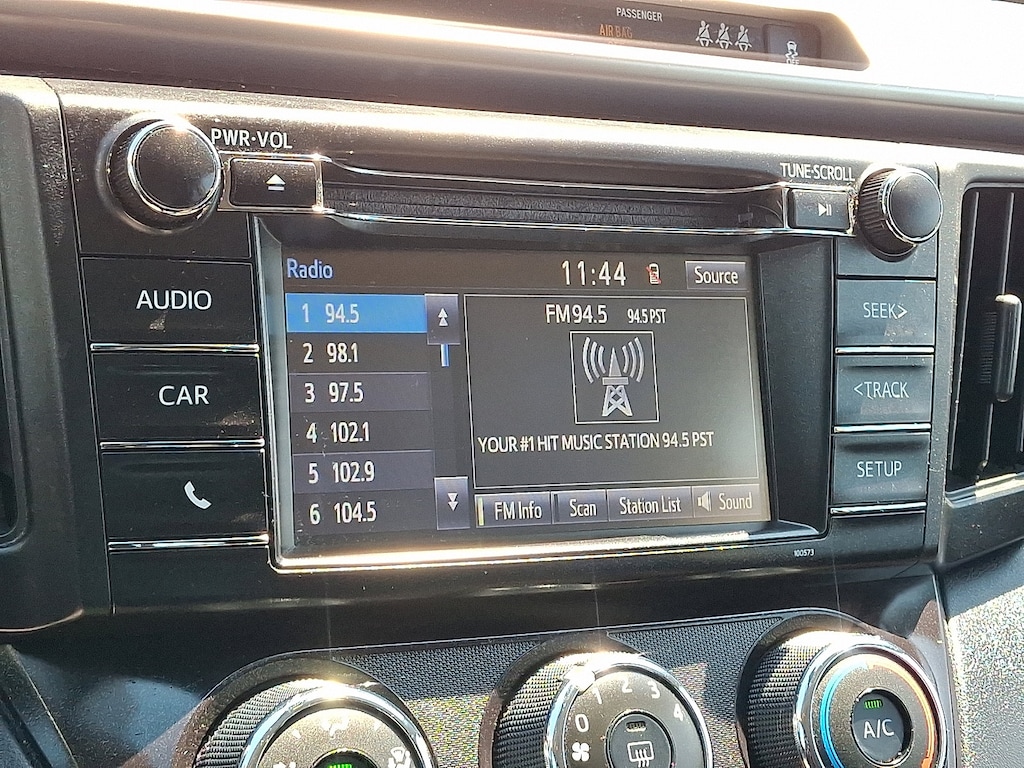 PASSENGER
AIR BAG
OFF
PWR·VOL
TUNE·SCROLL
AUDIO
CAR
Radio
11:44
Source
1 94.5
2 98.1
3 97.5
4 102.1
5 102.9
6 104.5
FM94.5 94.5 PST
YOUR #1 HIT MUSIC STATION 94.5 PST
FM Info
Scan
Station List
Sound
SEEK>
<TRACK
SETUP
100573
0 1 2 3 4
A/C